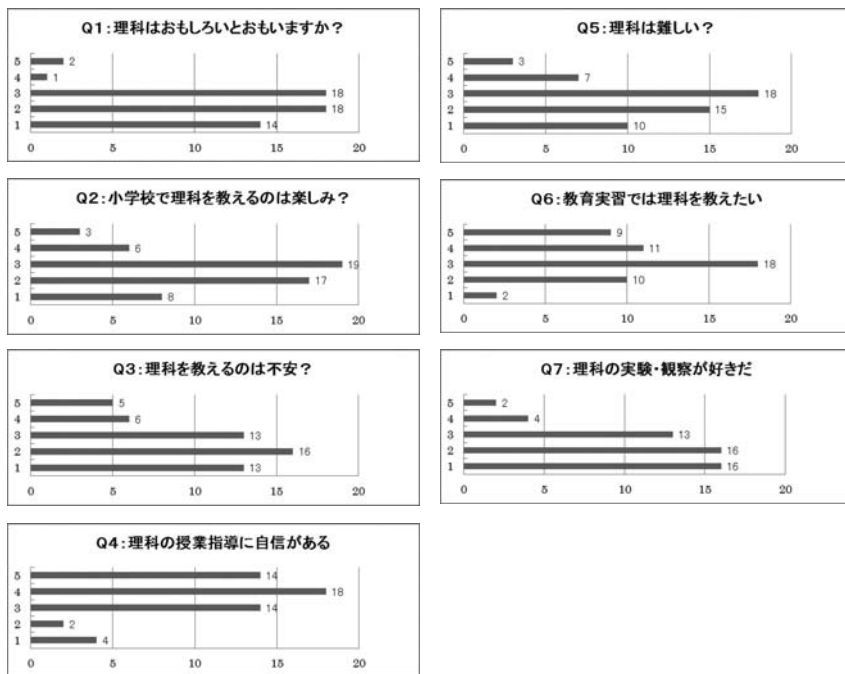 Q1:理科はおもしろいとおもいますか?
5 2
4 1
3 18
2 18
1 14
0 5 10 15 20
Q2:小学校で理科を教えるのは楽しみ?
5 3
4 6
3 19
2 17
1 8
0 5 10 15 20
Q3:理科を教えるのは不安?
5 5
4 6
3 13
2 16
1 13
0 5 10 15 20
Q4:理科の授業指導に自信がある
5 14
4 18
3 14
2 2
1 4
0 5 10 15 20
Q5:理科は難しい?
5 3
4 7
3 18
2 15
1 10
0 5 10 15 20
Q6:教育実習では理科を教えたい
5 9
4 11
3 18
2 10
1 2
0 5 10 15 20
Q7:理科の実験・観察が好きだ
5 2
4 4
3 13
2 16
1 16
0 5 10 15 20